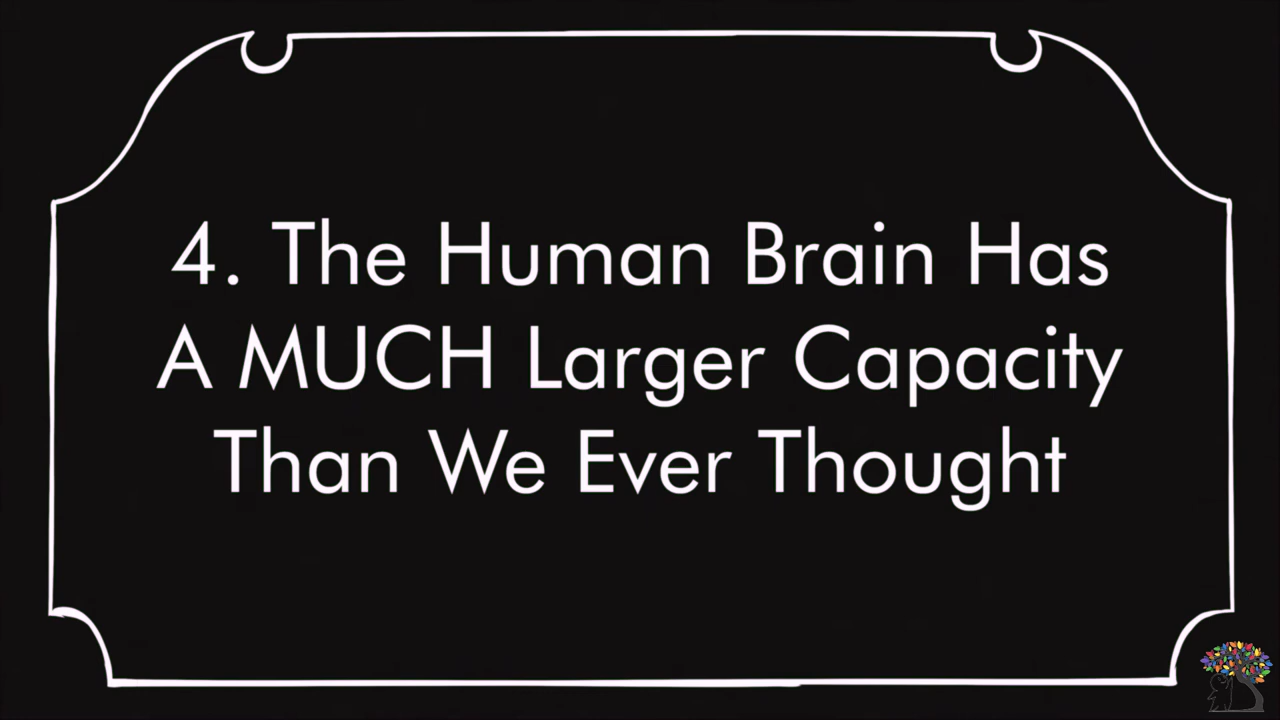 4. The Human Brain Has
A MUCH Larger Capacity
Than We Ever Thought